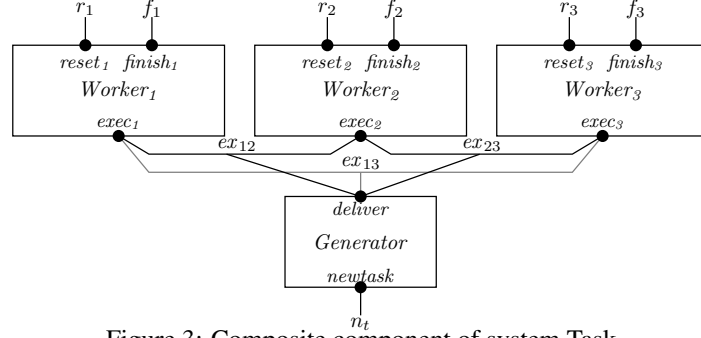 r₁ f₁ r₂ f₂ r₃ f₃
reset₁ finish₁ reset₂ finish₂ reset₃ finish₃
Worker₁ Worker₂ Worker₃
exec₁ exec₂ exec₃
ex₁₂ ex₂₃
ex₁₃
deliver
Generator
newtask
nₜ
Figure 3: Composite component of system Task